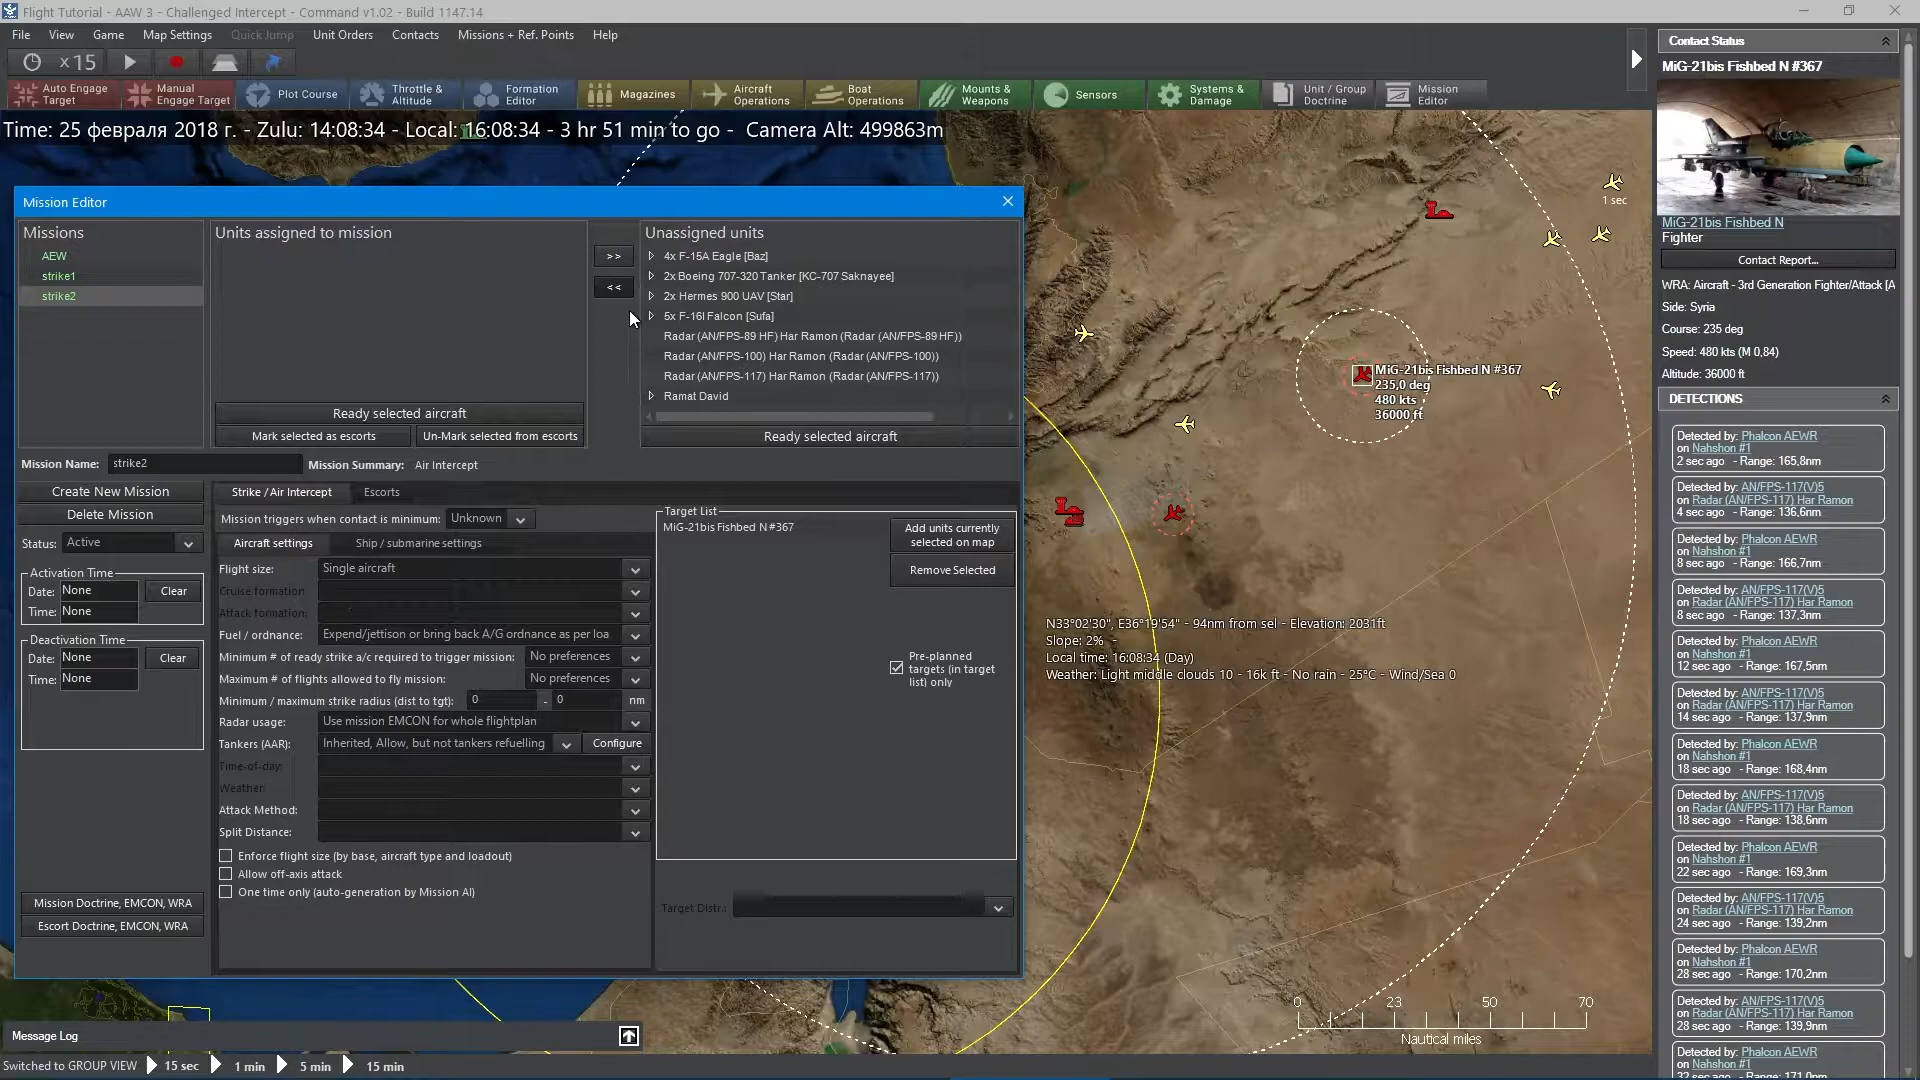 Flight Tutorial - AAW 3 - Challenged Intercept - Command v1.02 - Build 1147.14
File View Game Map Settings Quick Jump Unit Orders Contacts Missions + Ref. Points Help
x 15
Auto Engage Target
Manual Engage Target
Plot Course
Throttle & Altitude
Formation Editor
Magazines
Aircraft Operations
Boat Operations
Mounts & Weapons
Sensors
Systems & Damage
Unit / Group Doctrine
Mission Editor
Time: 25 февраля 2018 г. - Zulu: 14:08:34 - Local: 16:08:34 - 3 hr 51 min to go - Camera Alt: 499863m
Mission Editor
Missions
AEW
strike1
strike2
Units assigned to mission
Ready selected aircraft
Mark selected as escorts
Un-Mark selected from escorts
> >
< <
Unassigned units
4x F-15A Eagle [Baz]
2x Boeing 707-320 Tanker [KC-707 Saknayee]
2x Hermes 900 UAV [Star]
5x F-16I Falcon [Sufa]
Radar (AN/FPS-89 HF) Har Ramon (Radar (AN/FPS-89 HF))
Radar (AN/FPS-100) Har Ramon (Radar (AN/FPS-100))
Radar (AN/FPS-117) Har Ramon (Radar (AN/FPS-117))
Ramat David
Ready selected aircraft
Mission Name: strike2
Mission Summary: Air Intercept
Create New Mission
Delete Mission
Status: Active
Activation Time
Date: None
Clear
Time: None
Deactivation Time
Date: None
Clear
Time: None
Mission Doctrine, EMCON, WRA
Escort Doctrine, EMCON, WRA
Strike / Air Intercept
Escorts
Mission triggers when contact is minimum: Unknown
Aircraft settings
Ship / submarine settings
Flight size: Single aircraft
Cruise formation:
Attack formation:
Fuel / ordnance: Expend/jettison or bring back A/G ordnance as per loa
Minimum # of ready strike a/c required to trigger mission: No preferences
Maximum # of flights allowed to fly mission: No preferences
Minimum / maximum strike radius (dist to tgt): 0 - 0 nm
Radar usage: Use mission EMCON for whole flightplan
Tankers (AAR): Inherited, Allow, but not tankers refuelling
Configure
Time-of-day:
Weather:
Attack Method:
Split Distance:
Enforce flight size (by base, aircraft type and loadout)
Allow off-axis attack
One time only (auto-generation by Mission AI)
Target List
MiG-21bis Fishbed N #367
Add units currently selected on map
Remove Selected
Pre-planned targets (in target list) only
Target Distr.:
1 sec
MiG-21bis Fishbed N #367
235,0 deg
480 kts
36000 ft
N33°02'30", E36°19'54" - 94nm from sel - Elevation: 2031ft
Slope: 2% -
Local time: 16:08:34 (Day)
Weather: Light middle clouds 10 - 16k ft - No rain - 25°C - Wind/Sea 0
0 23 50 70
Nautical miles
Message Log
Switched to GROUP VIEW
15 sec
1 min
5 min
15 min
Contact Status
MiG-21bis Fishbed N #367
MiG-21bis Fishbed N
Fighter
Contact Report...
WRA: Aircraft - 3rd Generation Fighter/Attack [A
Side: Syria
Course: 235 deg
Speed: 480 kts (M 0,84)
Altitude: 36000 ft
DETECTIONS
Detected by: Phalcon AEWR
on Nahshon #1
2 sec ago - Range: 165,8nm
Detected by: AN/FPS-117(V)5
on Radar (AN/FPS-117) Har Ramon
4 sec ago - Range: 136,6nm
Detected by: Phalcon AEWR
on Nahshon #1
8 sec ago - Range: 166,7nm
Detected by: AN/FPS-117(V)5
on Radar (AN/FPS-117) Har Ramon
8 sec ago - Range: 137,3nm
Detected by: Phalcon AEWR
on Nahshon #1
12 sec ago - Range: 167,5nm
Detected by: AN/FPS-117(V)5
on Radar (AN/FPS-117) Har Ramon
14 sec ago - Range: 137,9nm
Detected by: Phalcon AEWR
on Nahshon #1
18 sec ago - Range: 168,4nm
Detected by: AN/FPS-117(V)5
on Radar (AN/FPS-117) Har Ramon
18 sec ago - Range: 138,6nm
Detected by: Phalcon AEWR
on Nahshon #1
22 sec ago - Range: 169,3nm
Detected by: AN/FPS-117(V)5
on Radar (AN/FPS-117) Har Ramon
24 sec ago - Range: 139,2nm
Detected by: Phalcon AEWR
on Nahshon #1
28 sec ago - Range: 170,2nm
Detected by: AN/FPS-117(V)5
on Radar (AN/FPS-117) Har Ramon
28 sec ago - Range: 139,9nm
Detected by: Phalcon AEWR
on Nahshon #1
32 sec ago - Range: 171,0nm